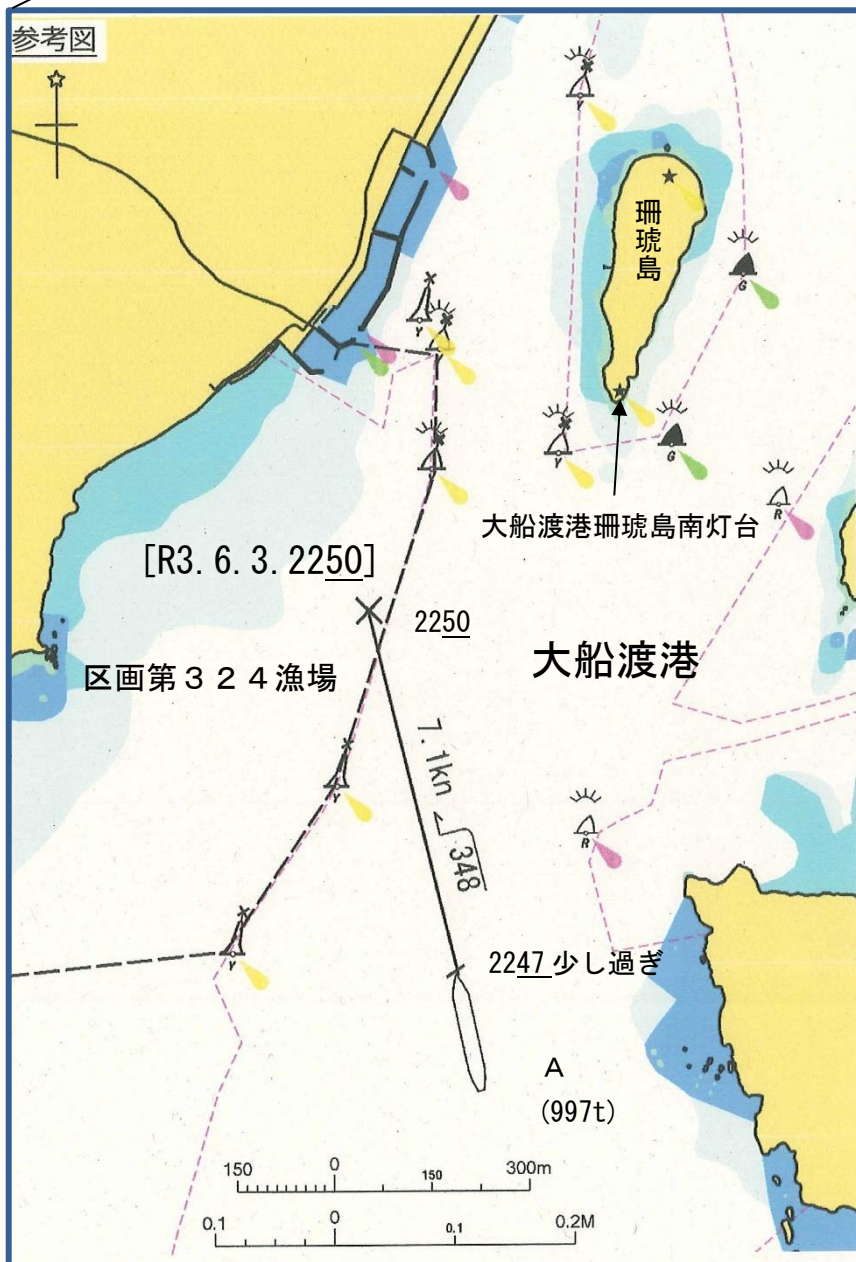 参考図
Y
珊琥島
G
Y
Y
Y
G
R
大船渡港珊琥島南灯台
[R3.6.3.2250]
2250
大船渡港
区画第324漁場
7.1kn
348
Y
R
Y
2247少し過ぎ
A
(997t)
150 0 150 300m
0.1 0 0.1 0.2M